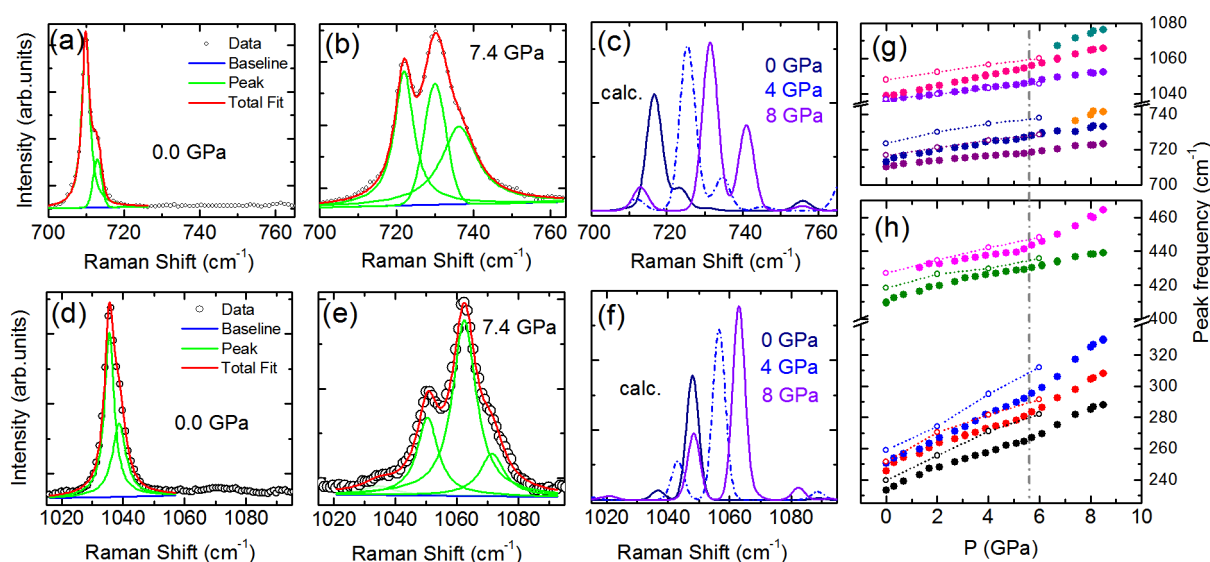 (a)
Data
Baseline
Peak
Total Fit
0.0 GPa
700 720 740 760
Raman Shift (cm-1)
Intensity (arb.units)
(b)
7.4 GPa
700 720 740 760
Raman Shift (cm-1)
(c)
calc.
0 GPa
4 GPa
8 GPa
700 720 740 760
Raman Shift (cm-1)
(d)
Data
Baseline
Peak
Total Fit
0.0 GPa
1020 1040 1060 1080
Raman Shift (cm-1)
Intensity (arb.units)
(e)
7.4 GPa
1020 1040 1060 1080
Raman Shift (cm-1)
(f)
calc.
0 GPa
4 GPa
8 GPa
1020 1040 1060 1080
Raman Shift (cm-1)
(g)
1080
1060
1040
740
720
700
(h)
460
440
420
400
320
300
280
260
240
0 2 4 6 8 10
P (GPa)
Peak frequency (cm-1)